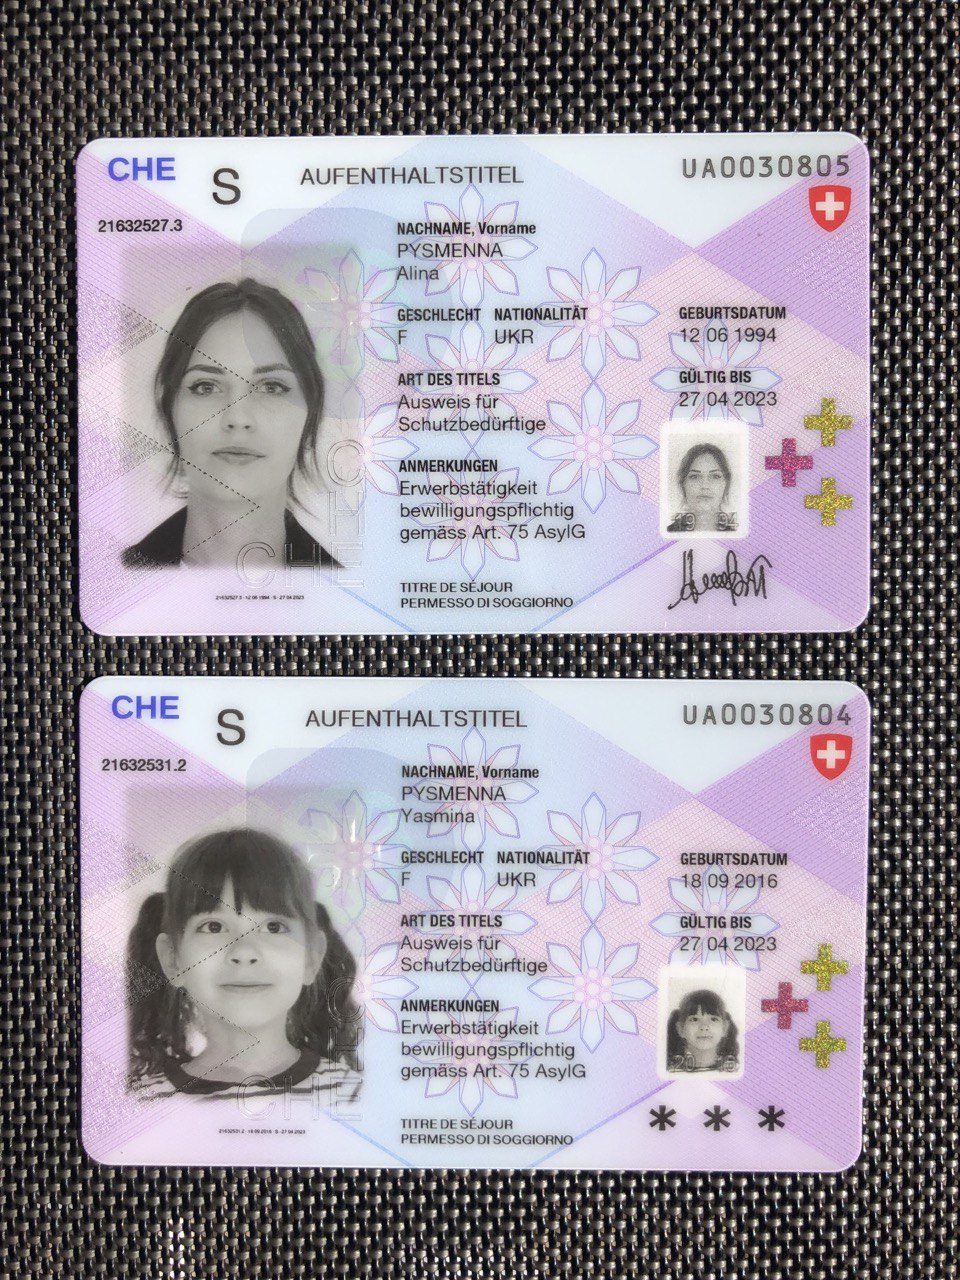 CHE
S
AUFENTHALTSTITEL
UA0030805
21632527.3
NACHNAME, Vorname
PYSMENNA
Alina
GESCHLECHT NATIONALITÄT GEBURTSDATUM
F UKR 12 06 1994
ART DES TITELS GÜLTIG BIS
Ausweis für 27 04 2023
Schutzbedürftige
ANMERKUNGEN
Erwerbstätigkeit
bewilligungspflichtig
gemäss Art. 75 AsylG
19 94
CHE
21632527.3 · 12 06 1994 · S · 27 04 2023
TITRE DE SÉJOUR
PERMESSO DI SOGGIORNO
CHE
S
AUFENTHALTSTITEL
UA0030804
21632531.2
NACHNAME, Vorname
PYSMENNA
Yasmina
GESCHLECHT NATIONALITÄT GEBURTSDATUM
F UKR 18 09 2016
ART DES TITELS GÜLTIG BIS
Ausweis für 27 04 2023
Schutzbedürftige
ANMERKUNGEN
Erwerbstätigkeit
bewilligungspflichtig
gemäss Art. 75 AsylG
20 16
CHE
21632531.2 · 18 09 2016 · S · 27 04 2023
TITRE DE SÉJOUR
PERMESSO DI SOGGIORNO
* * *